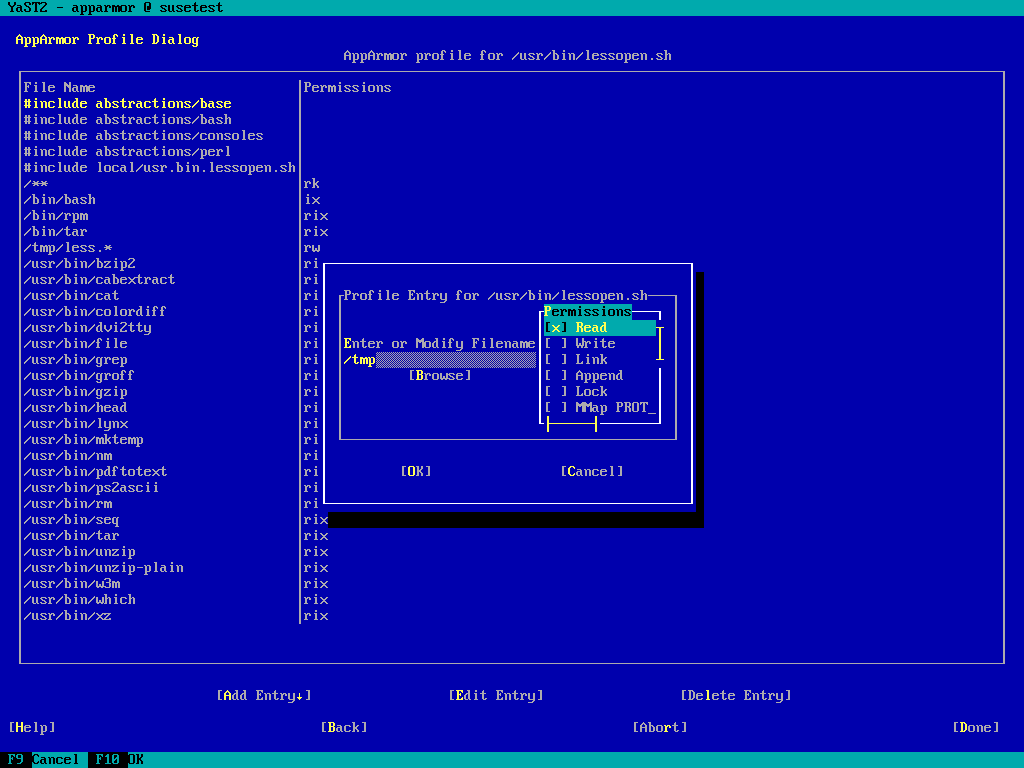 YaST2 - apparmor @ susetest
AppArmor Profile Dialog
AppArmor profile for /usr/bin/lessopen.sh
File Name Permissions
#include abstractions/base
#include abstractions/bash
#include abstractions/consoles
#include abstractions/perl
#include local/usr.bin.lessopen.sh
/** rk
/bin/bash ix
/bin/rpm rix
/bin/tar rix
/tmp/less.* rw
/usr/bin/bzip2 ri
/usr/bin/cabextract ri
/usr/bin/cat ri
/usr/bin/colordiff ri
/usr/bin/dvi2tty ri
/usr/bin/file ri
/usr/bin/grep ri
/usr/bin/groff ri
/usr/bin/gzip ri
/usr/bin/head ri
/usr/bin/lynx ri
/usr/bin/mktemp ri
/usr/bin/nm ri
/usr/bin/pdftotext ri
/usr/bin/ps2ascii ri
/usr/bin/rm ri
/usr/bin/seq rix
/usr/bin/tar rix
/usr/bin/unzip rix
/usr/bin/unzip-plain rix
/usr/bin/w3m rix
/usr/bin/which rix
/usr/bin/xz rix
Profile Entry for /usr/bin/lessopen.sh
Enter or Modify Filename
/tmp
[Browse]
Permissions
[x] Read
[ ] Write
[ ] Link
[ ] Append
[ ] Lock
[ ] MMap PROT_
[OK] [Cancel]
[Add Entry↓] [Edit Entry] [Delete Entry]
[Help] [Back] [Abort] [Done]
F9 Cancel F10 OK